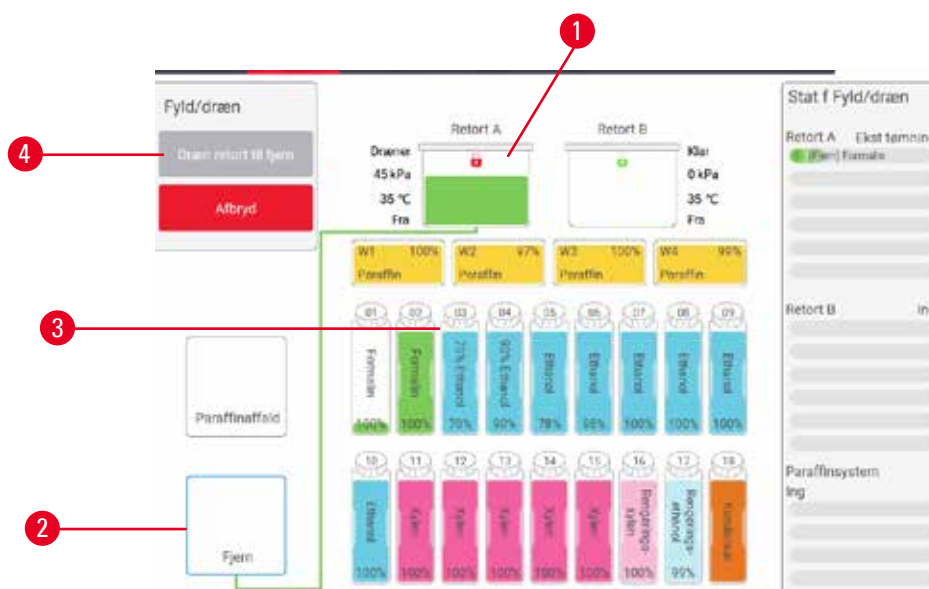 1
Fyld/dræn
Dræn retort til fjern
Afbryd
4
Retort A
Dræner
45 kPa
35 °C
Fra
Retort B
Klar
0 kPa
35 °C
Fra
W1 100%
Paraffin
W2 97%
Paraffin
W3 100%
Paraffin
W4 99%
Paraffin
3
01 02 03 04 05 06 07 08 09
Formalin
Formalin
70% Ethanol
90% Ethanol
Ethanol
Ethanol
Ethanol
Ethanol
Ethanol
100% 100% 70% 90% 78% 98% 100% 100% 100%
10 11 12 13 14 15 16 17 18
Ethanol
Xylen
Xylen
Xylen
Xylen
Xylen
Rengørings-
xylen
Rengørings-
ethanol
Kondensat
100% 100% 100% 100% 100% 100% 100% 99%
Paraffinaffald
2
Fjern
Stat f Fyld/dræn
Retort A Ekst tømnin
(Fjern) Formalin
Retort B In
Paraffinsystem
Ing